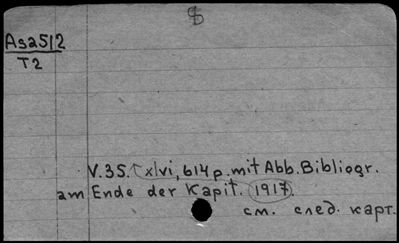 As2512
T2
V.35. xlvi, 614 p. mit Abb. Bibliogr.
am Ende der Kapit. 1917.
см. след. карт.